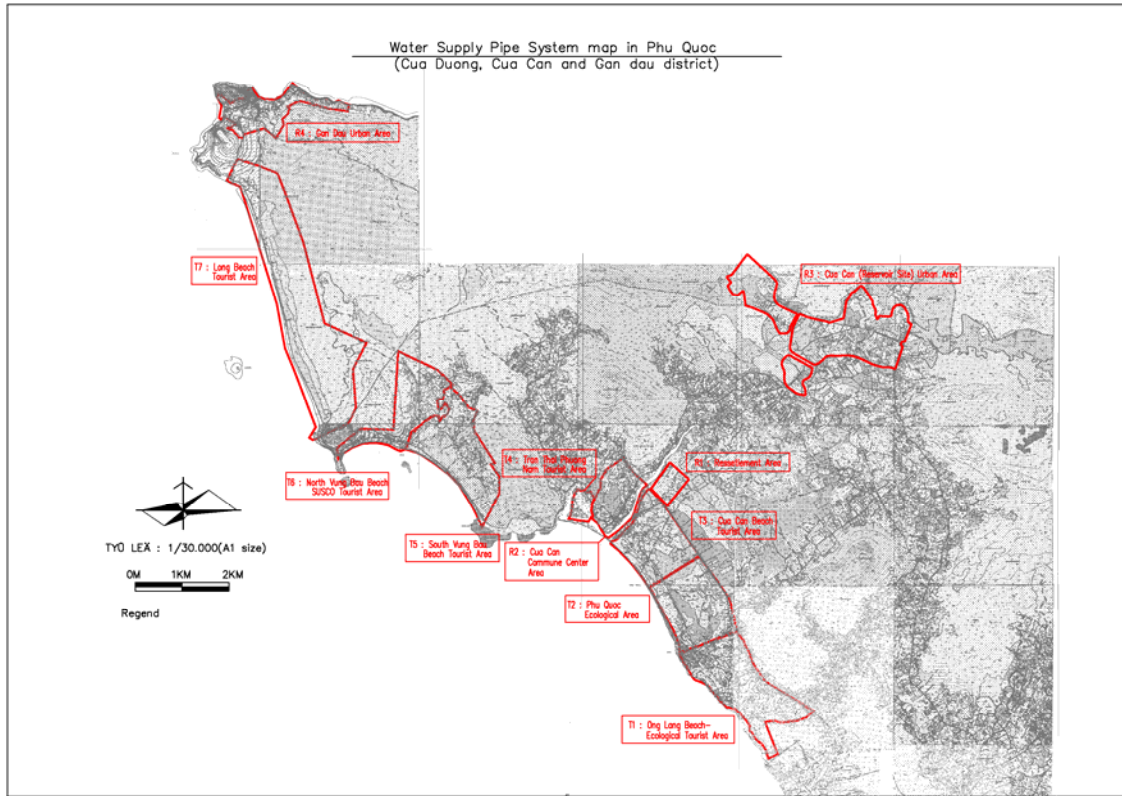 Water Supply Pipe System map in Phu Quoc
(Cua Duong, Cua Can and Gan dau district)
R4 : Gan Dau Urban Area
T7 : Long Beach
Tourist Area
R3 : Cua Can (Reservoir Site) Urban Area
T4 : Tran Thai Phuong
Nam Tourist Area
R1 : Resettlement Area
T6 : North Vung Bau Beach
SUSCO Tourist Area
T3 : Cua Can Beach-
Tourist Area
T5 : South Vung Bau
Beach Tourist Area
R2 : Cua Can
Commune Center
Area
TYÛ LEÄ : 1/30.000(A1 size)
0M 1KM 2KM
Regend
T2 : Phu Quoc
Ecological Area
T1 : Ong Lang Beach-
Ecological Tourist Area